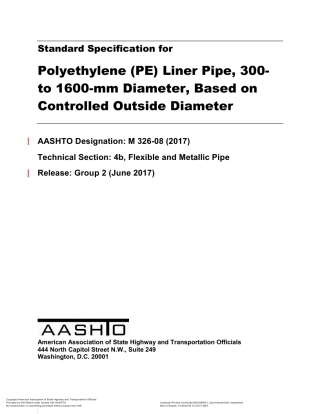 Standard Specification for
Polyethylene (PE) Liner Pipe, 300-
to 1600-mm Diameter, Based on
Controlled Outside Diameter
AASHTO Designation: M 326-08 (2017)
Technical Section: 4b, Flexible and Metallic Pipe
Release: Group 2 (June 2017)
AASHTO
American Association of State Highway and Transportation Officials
444 North Capitol Street N.W., Suite 249
Washington, D.C. 20001